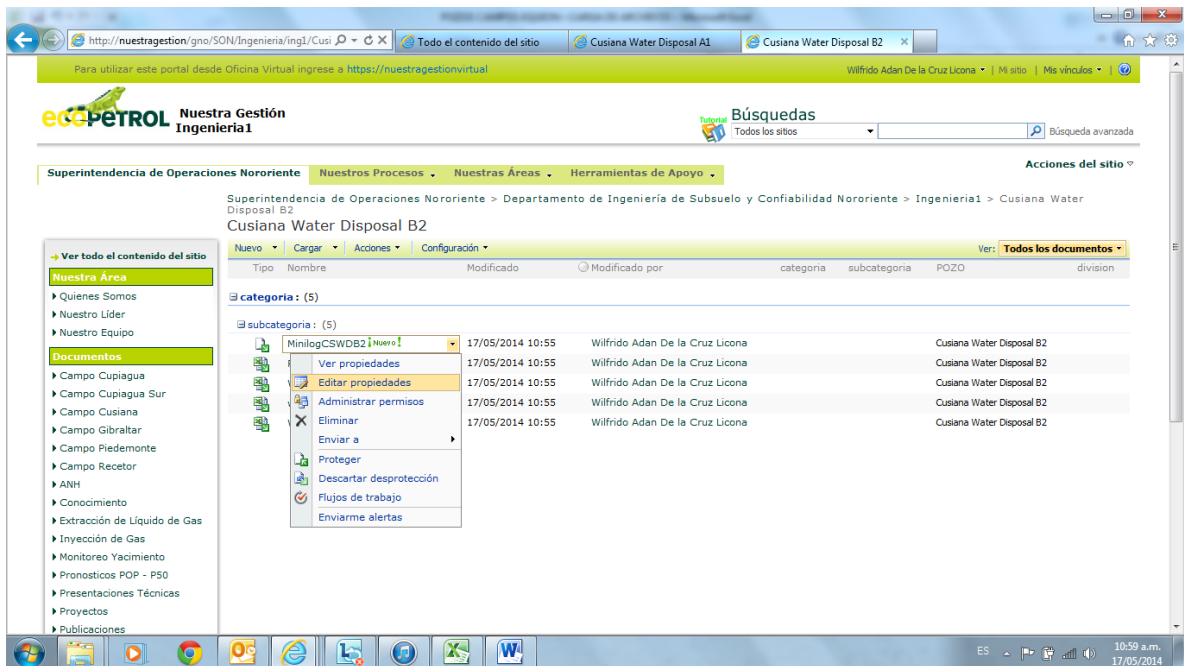 http://nuestragestion/gno/SON/Ingenieria/ing1/Cusi
Todo el contenido del sitio
Cusiana Water Disposal A1
Cusiana Water Disposal B2
Para utilizar este portal desde Oficina Virtual ingrese a https://nuestragestionvirtual
Wilfrido Adan De la Cruz Licona | Mi sitio | Mis vínculos |
ecopetrol
Nuestra Gestión
Ingenieria1
Tutorial
Búsquedas
Todos los sitios
Búsqueda avanzada
Superintendencia de Operaciones Nororiente
Nuestros Procesos
Nuestras Áreas
Herramientas de Apoyo
Acciones del sitio
Superintendencia de Operaciones Nororiente > Departamento de Ingeniería de Subsuelo y Confiabilidad Nororiente > Ingenieria1 > Cusiana Water
Disposal B2
Cusiana Water Disposal B2
Ver todo el contenido del sitio
Nuestra Área
Quienes Somos
Nuestro Líder
Nuestro Equipo
Documentos
Campo Cupiagua
Campo Cupiagua Sur
Campo Cusiana
Campo Gibraltar
Campo Piedemonte
Campo Recetor
ANH
Conocimiento
Extracción de Líquido de Gas
Inyección de Gas
Monitoreo Yacimiento
Pronosticos POP - P50
Presentaciones Técnicas
Proyectos
Publicaciones
Nuevo
Cargar
Acciones
Configuración
Ver: Todos los documentos
Tipo Nombre Modificado Modificado por categoria subcategoria POZO division
categoria : (5)
subcategoria : (5)
MinilogCSWDB2 ¡Nuevo! 17/05/2014 10:55 Wilfrido Adan De la Cruz Licona Cusiana Water Disposal B2
17/05/2014 10:55 Wilfrido Adan De la Cruz Licona Cusiana Water Disposal B2
17/05/2014 10:55 Wilfrido Adan De la Cruz Licona Cusiana Water Disposal B2
17/05/2014 10:55 Wilfrido Adan De la Cruz Licona Cusiana Water Disposal B2
17/05/2014 10:55 Wilfrido Adan De la Cruz Licona Cusiana Water Disposal B2
Ver propiedades
Editar propiedades
Administrar permisos
Eliminar
Enviar a
Proteger
Descartar desprotección
Flujos de trabajo
Enviarme alertas
ES
10:59 a.m.
17/05/2014